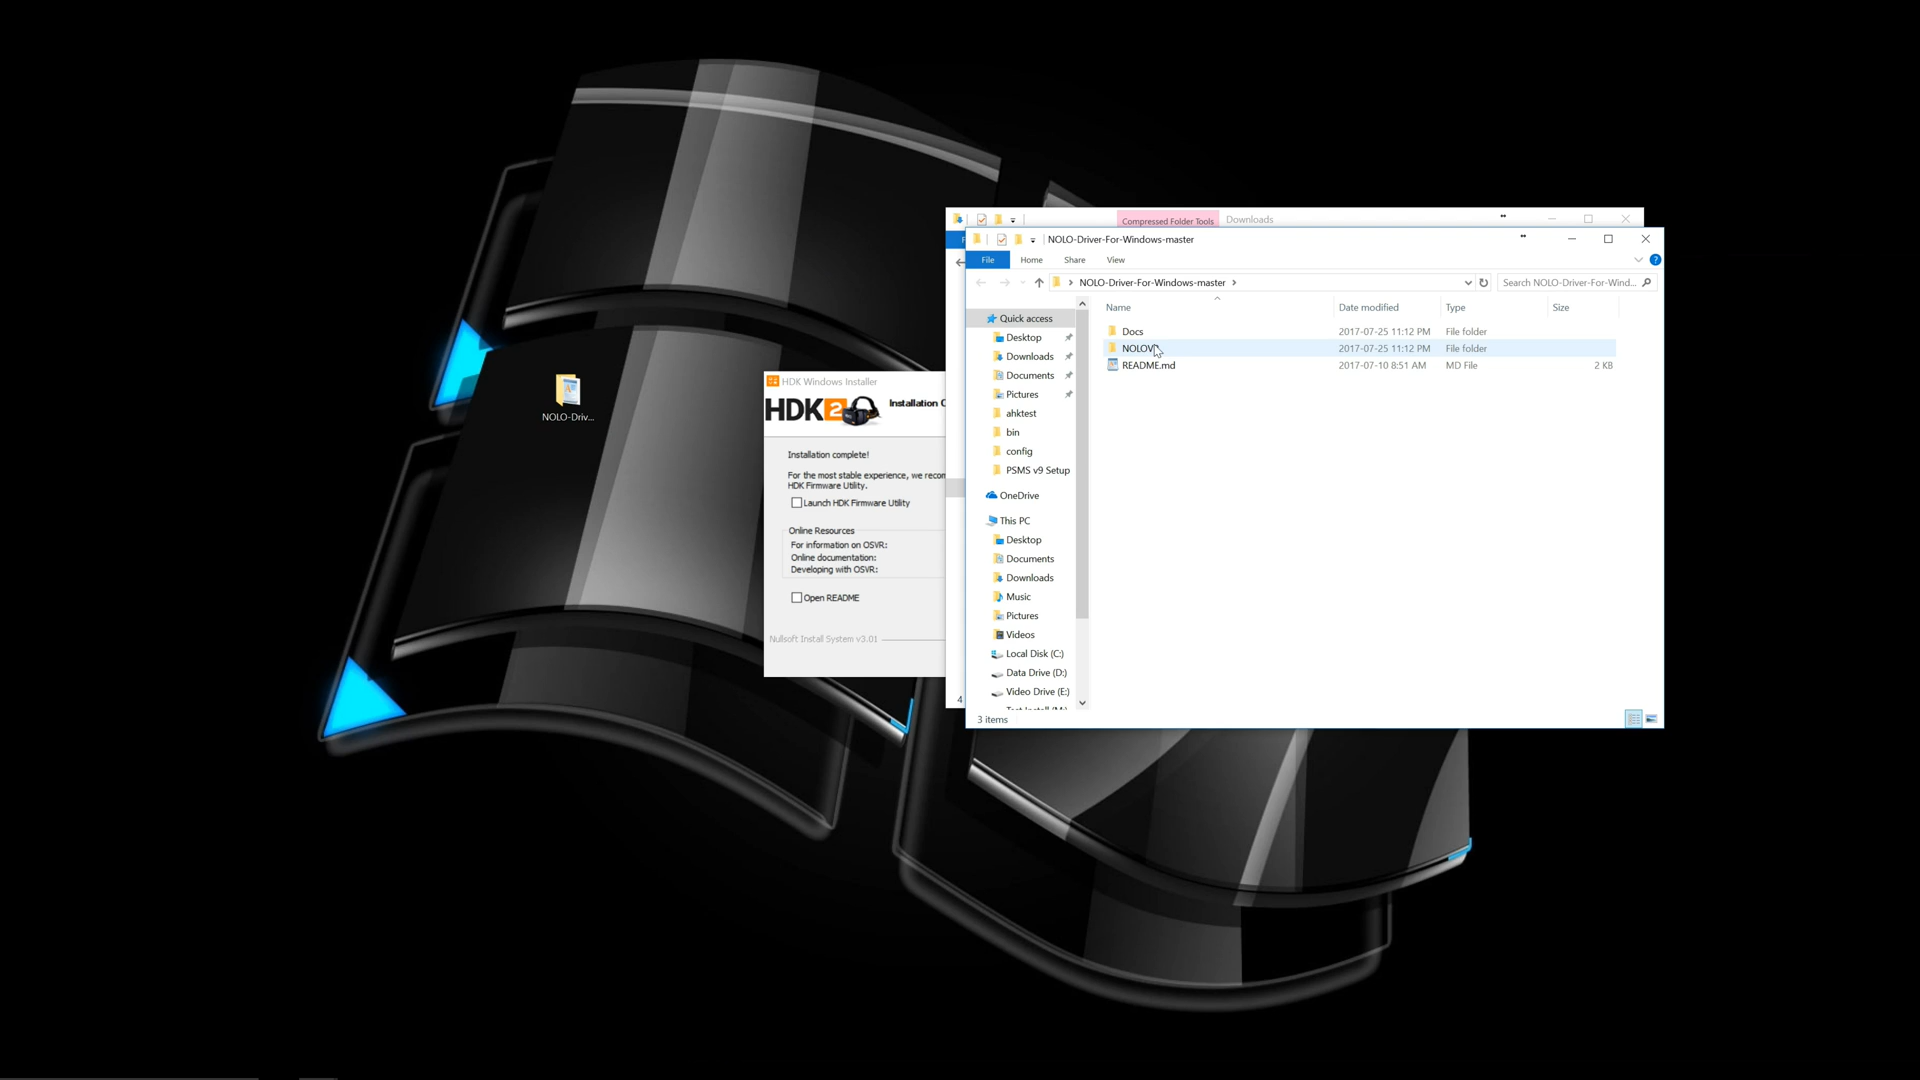 Compressed Folder Tools
Downloads
NOLO-Driver-For-Windows-master
File
Home
Share
View
NOLO-Driver-For-Windows-master
Search NOLO-Driver-For-Wind...
Name
Date modified
Type
Size
Quick access
Desktop
Downloads
Documents
Pictures
ahktest
bin
config
PSMS v9 Setup
OneDrive
This PC
Desktop
Documents
Downloads
Music
Pictures
Videos
Local Disk (C:)
Data Drive (D:)
Video Drive (E:)
Docs 2017-07-25 11:12 PM File folder
NOLOV 2017-07-25 11:12 PM File folder
README.md 2017-07-10 8:51 AM MD File 2 KB
3 items
4
NOLO-Driv...
HDK Windows Installer
HDK 2
Installation C
Installation complete!
For the most stable experience, we recom
HDK Firmware Utility.
Launch HDK Firmware Utility
Online Resources
For information on OSVR:
Online documentation:
Developing with OSVR:
Open README
Nullsoft Install System v3.01